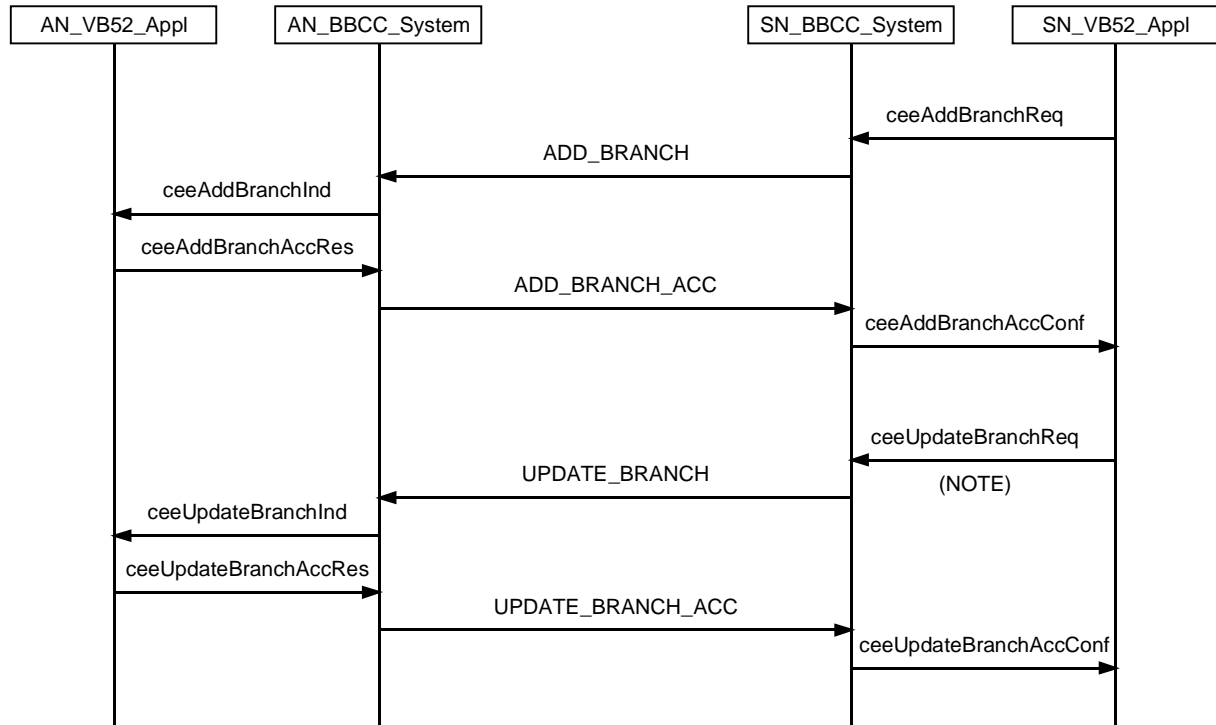 AN_VB52_Appl
AN_BBCC_System
SN_BBCC_System
SN_VB52_Appl
ceeAddBranchReq
ADD_BRANCH
ceeAddBranchInd
ceeAddBranchAccRes
ADD_BRANCH_ACC
ceeAddBranchAccConf
ceeUpdateBranchReq
UPDATE_BRANCH
(NOTE)
ceeUpdateBranchInd
ceeUpdateBranchAccRes
UPDATE_BRANCH_ACC
ceeUpdateBranchAccConf